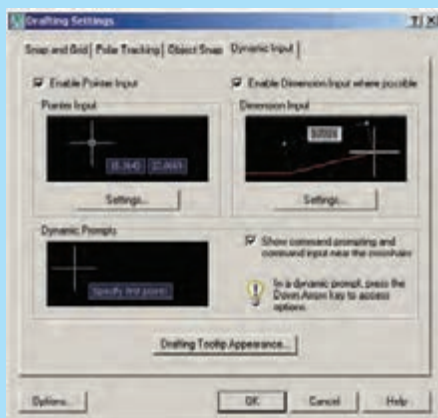 Drafting Settings
Snap and Grid Polar Tracking Object Snap Dynamic Input
Enable Pointer Input
Enable Dimension Input where possible
Pointer Input
Dimension Input
Settings...
Settings...
Dynamic Prompts
Specify first point:
Show command prompting and
command input near the crosshairs
In a dynamic prompt, press the
Down Arrow key to access
options.
Drafting Tooltip Appearance...
Options...
OK
Cancel
Help